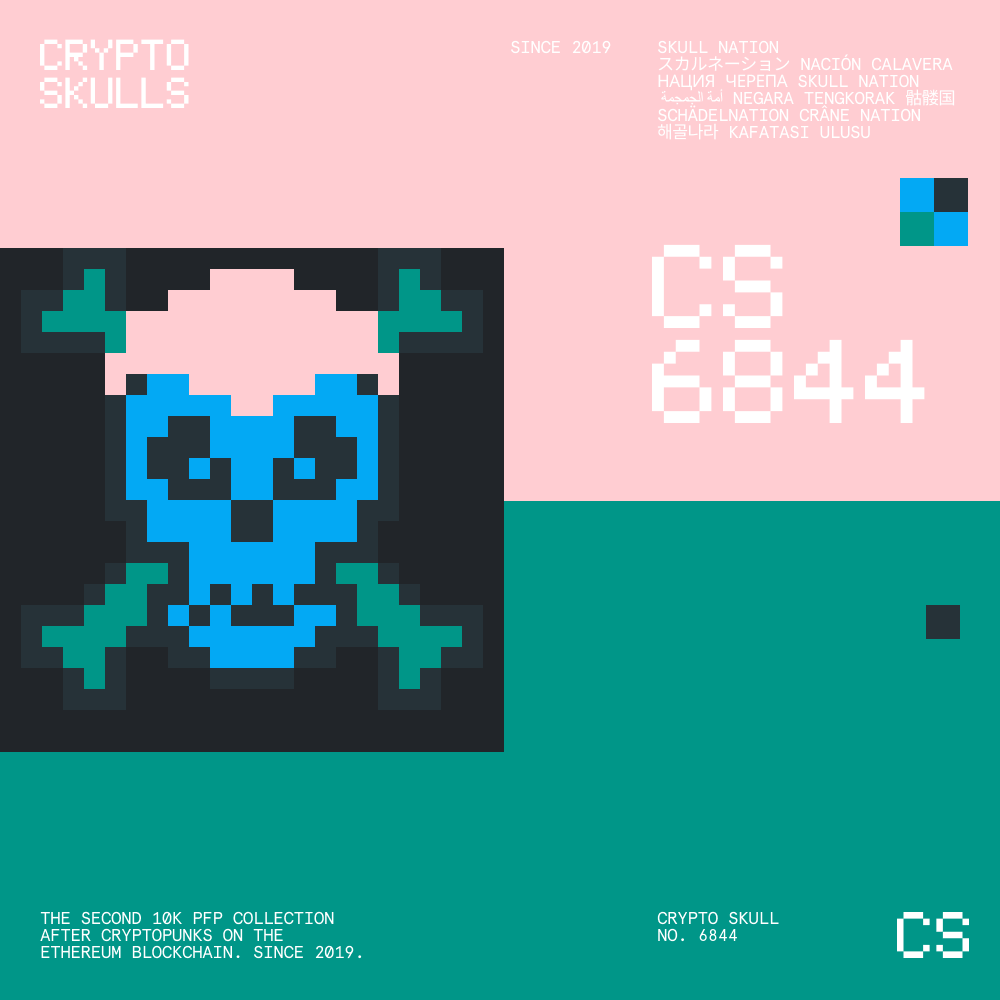 CRYPTO
SKULLS
SINCE 2019
SKULL NATION
スカルネーション NACIÓN CALAVERA
НАЦИЯ ЧЕРЕПА SKULL NATION
أمة الجمجمة NEGARA TENGKORAK 骷髅国
SCHÄDELNATION CRÂNE NATION
해골나라 KAFATASI ULUSU
CS
6844
THE SECOND 10K PFP COLLECTION
AFTER CRYPTOPUNKS ON THE
ETHEREUM BLOCKCHAIN. SINCE 2019.
CRYPTO SKULL
NO. 6844
CS